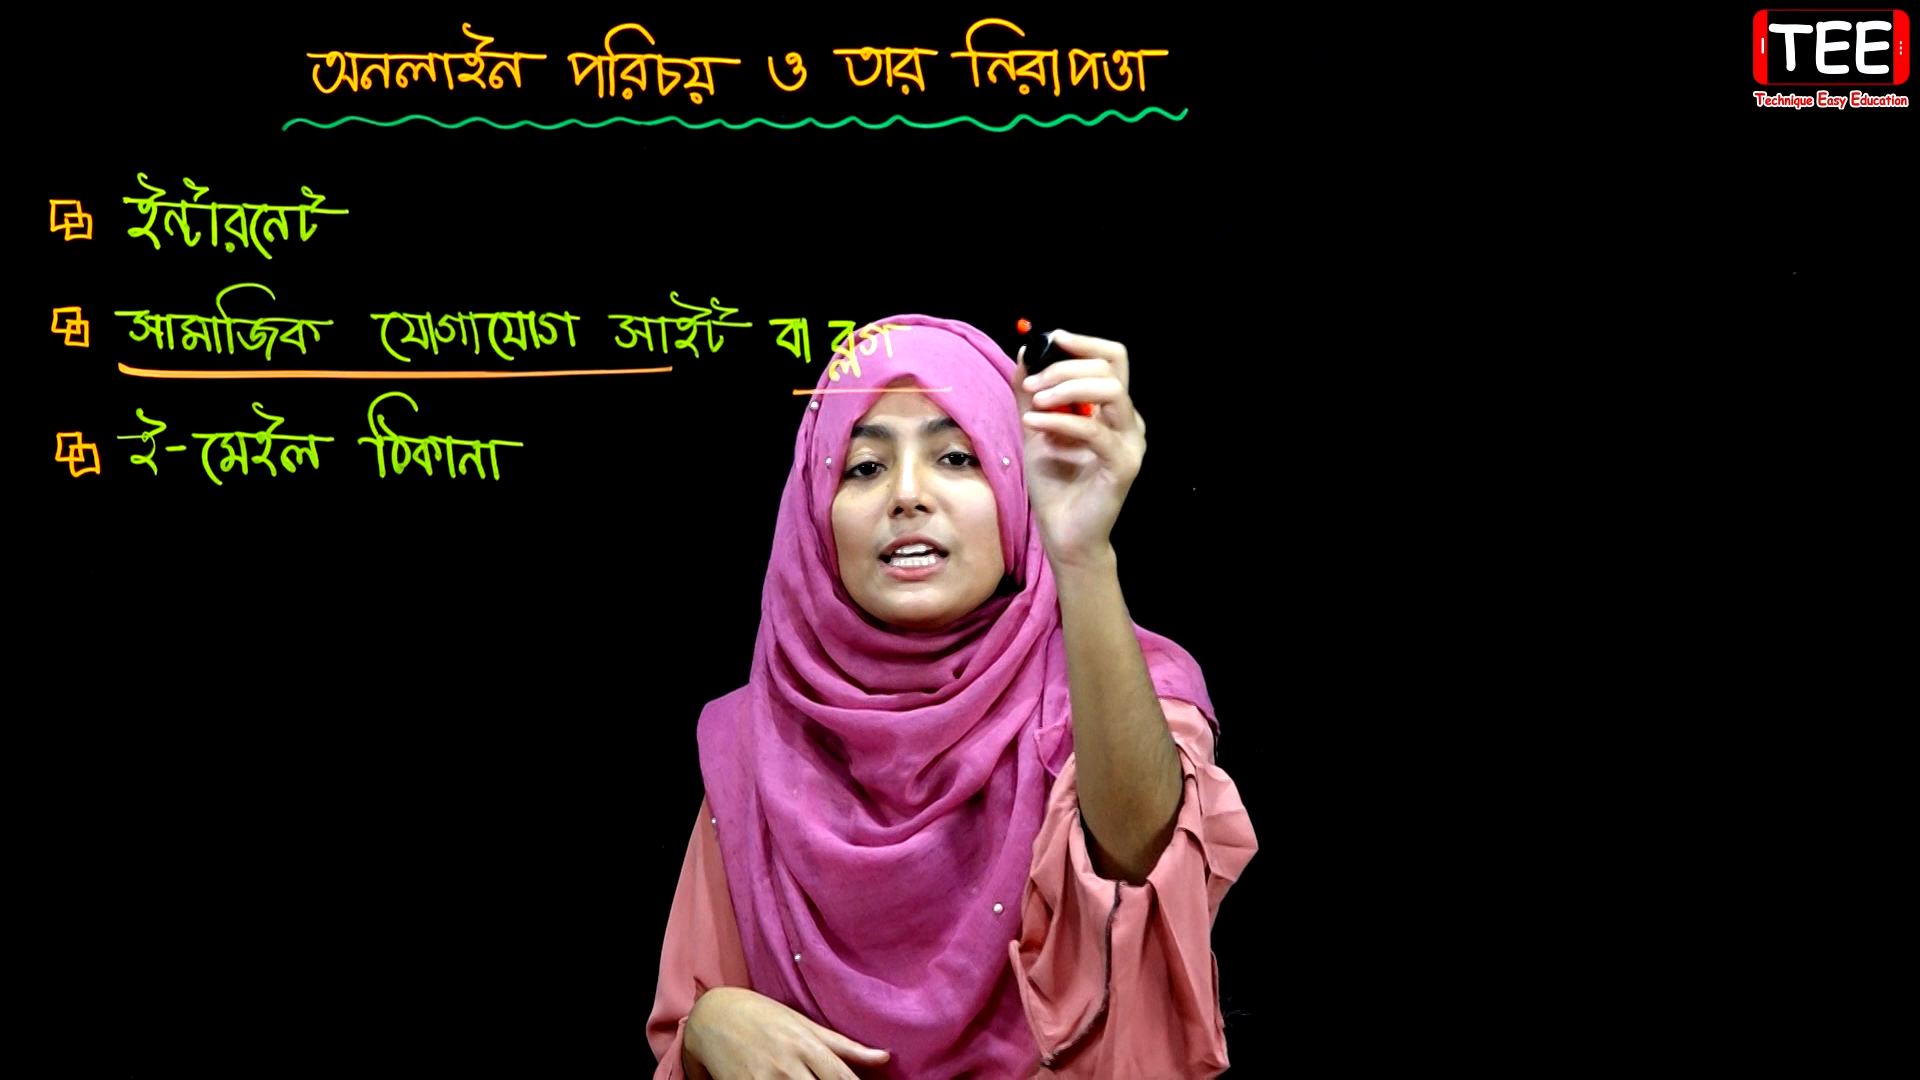 অনলাইন পরিচয় ও তার নিরাপত্তা
TEE
Technique Easy Education
ইন্টারনেট
সামাজিক যোগাযোগ সাইট বা ব্লগ
ই-মেইল ঠিকানা